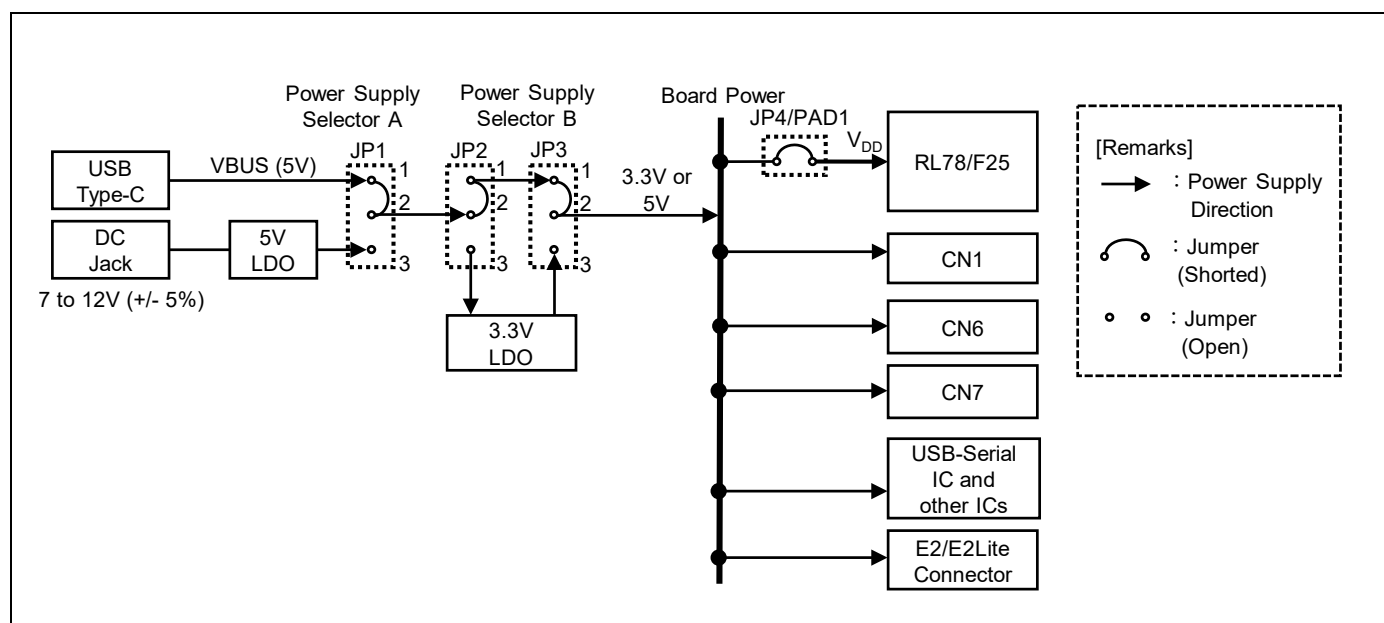 Power Supply
Selector A
Power Supply
Selector B
Board Power
JP1
JP2
JP3
JP4/PAD1
VDD
USB
Type-C
VBUS (5V)
1
2
3
1
2
3
1
2
3
3.3V or
5V
DC
Jack
5V
LDO
7 to 12V (+/- 5%)
3.3V
LDO
RL78/F25
CN1
CN6
CN7
USB-Serial
IC and
other ICs
E2/E2Lite
Connector
[Remarks]
: Power Supply
Direction
: Jumper
(Shorted)
: Jumper
(Open)